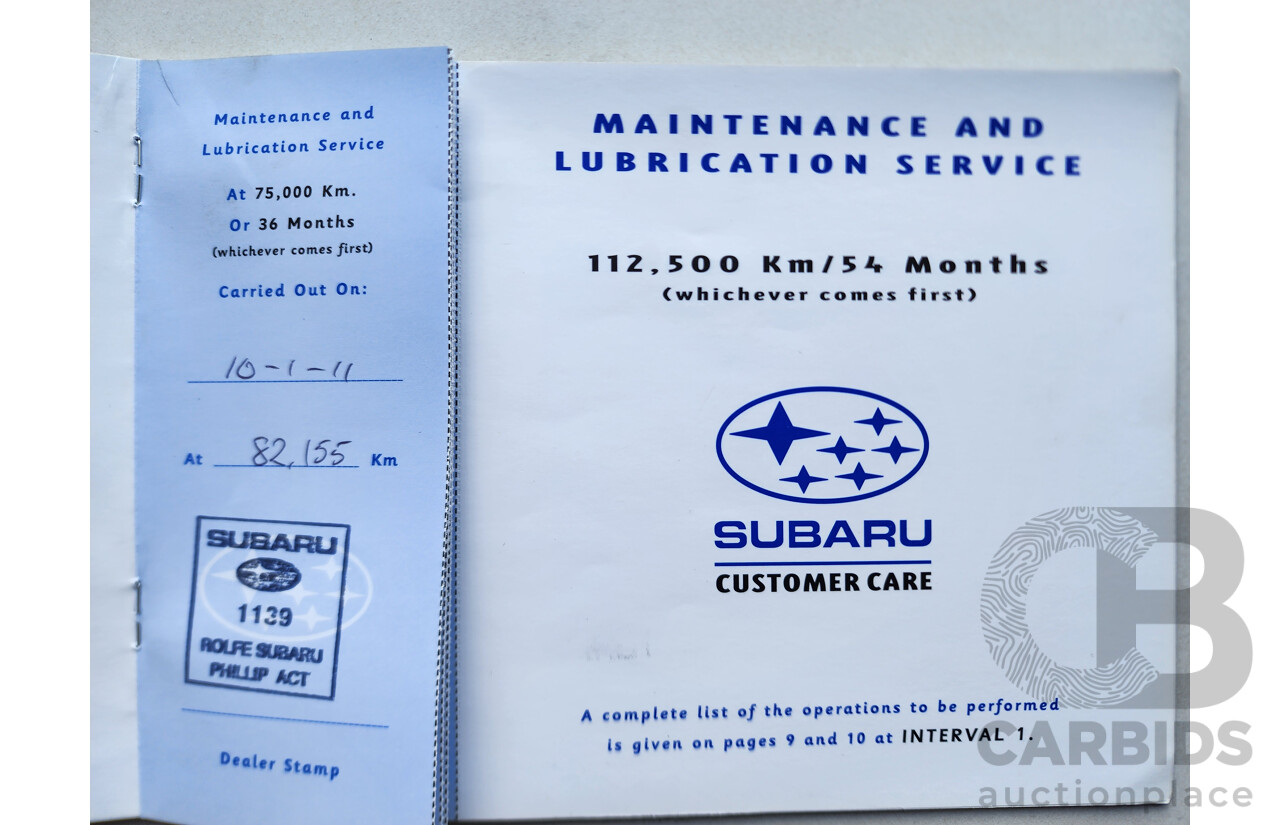 Maintenance and
Lubrication Service
At 75,000 Km.
Or 36 Months
(whichever comes first)
Carried Out On:
10-1-11
At 82,155 Km
SUBARU
1139
ROLFE SUBARU
PHILLIP ACT
Dealer Stamp
MAINTENANCE AND
LUBRICATION SERVICE
112,500 Km/54 Months
(whichever comes first)
SUBARU
CUSTOMER CARE
A complete list of the operations to be performed
is given on pages 9 and 10 at INTERVAL 1.
CB
CARBIDS
auctionplace